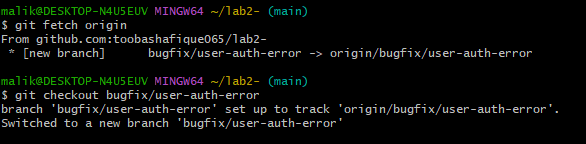 malik@DESKTOP-N4U5EUV MINGW64 ~/lab2- (main)
$ git fetch origin
From github.com:toobashafique065/lab2-
 * [new branch]      bugfix/user-auth-error -> origin/bugfix/user-auth-error
malik@DESKTOP-N4U5EUV MINGW64 ~/lab2- (main)
$ git checkout bugfix/user-auth-error
branch 'bugfix/user-auth-error' set up to track 'origin/bugfix/user-auth-error'.
Switched to a new branch 'bugfix/user-auth-error'